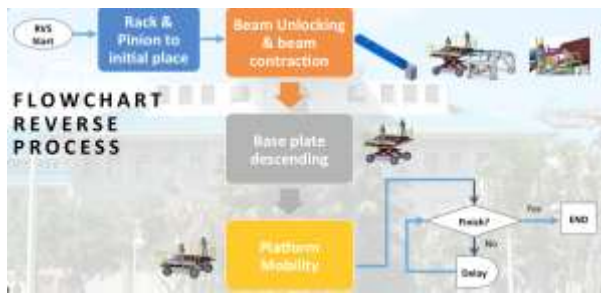 RVS
Start
Rack &
Pinion to
initial place
Beam Unlocking
& beam
contraction
FLOWCHART
REVERSE
PROCESS
Base plate
descending
Platform
Mobility
Finish?
Yes
END
No
Delay